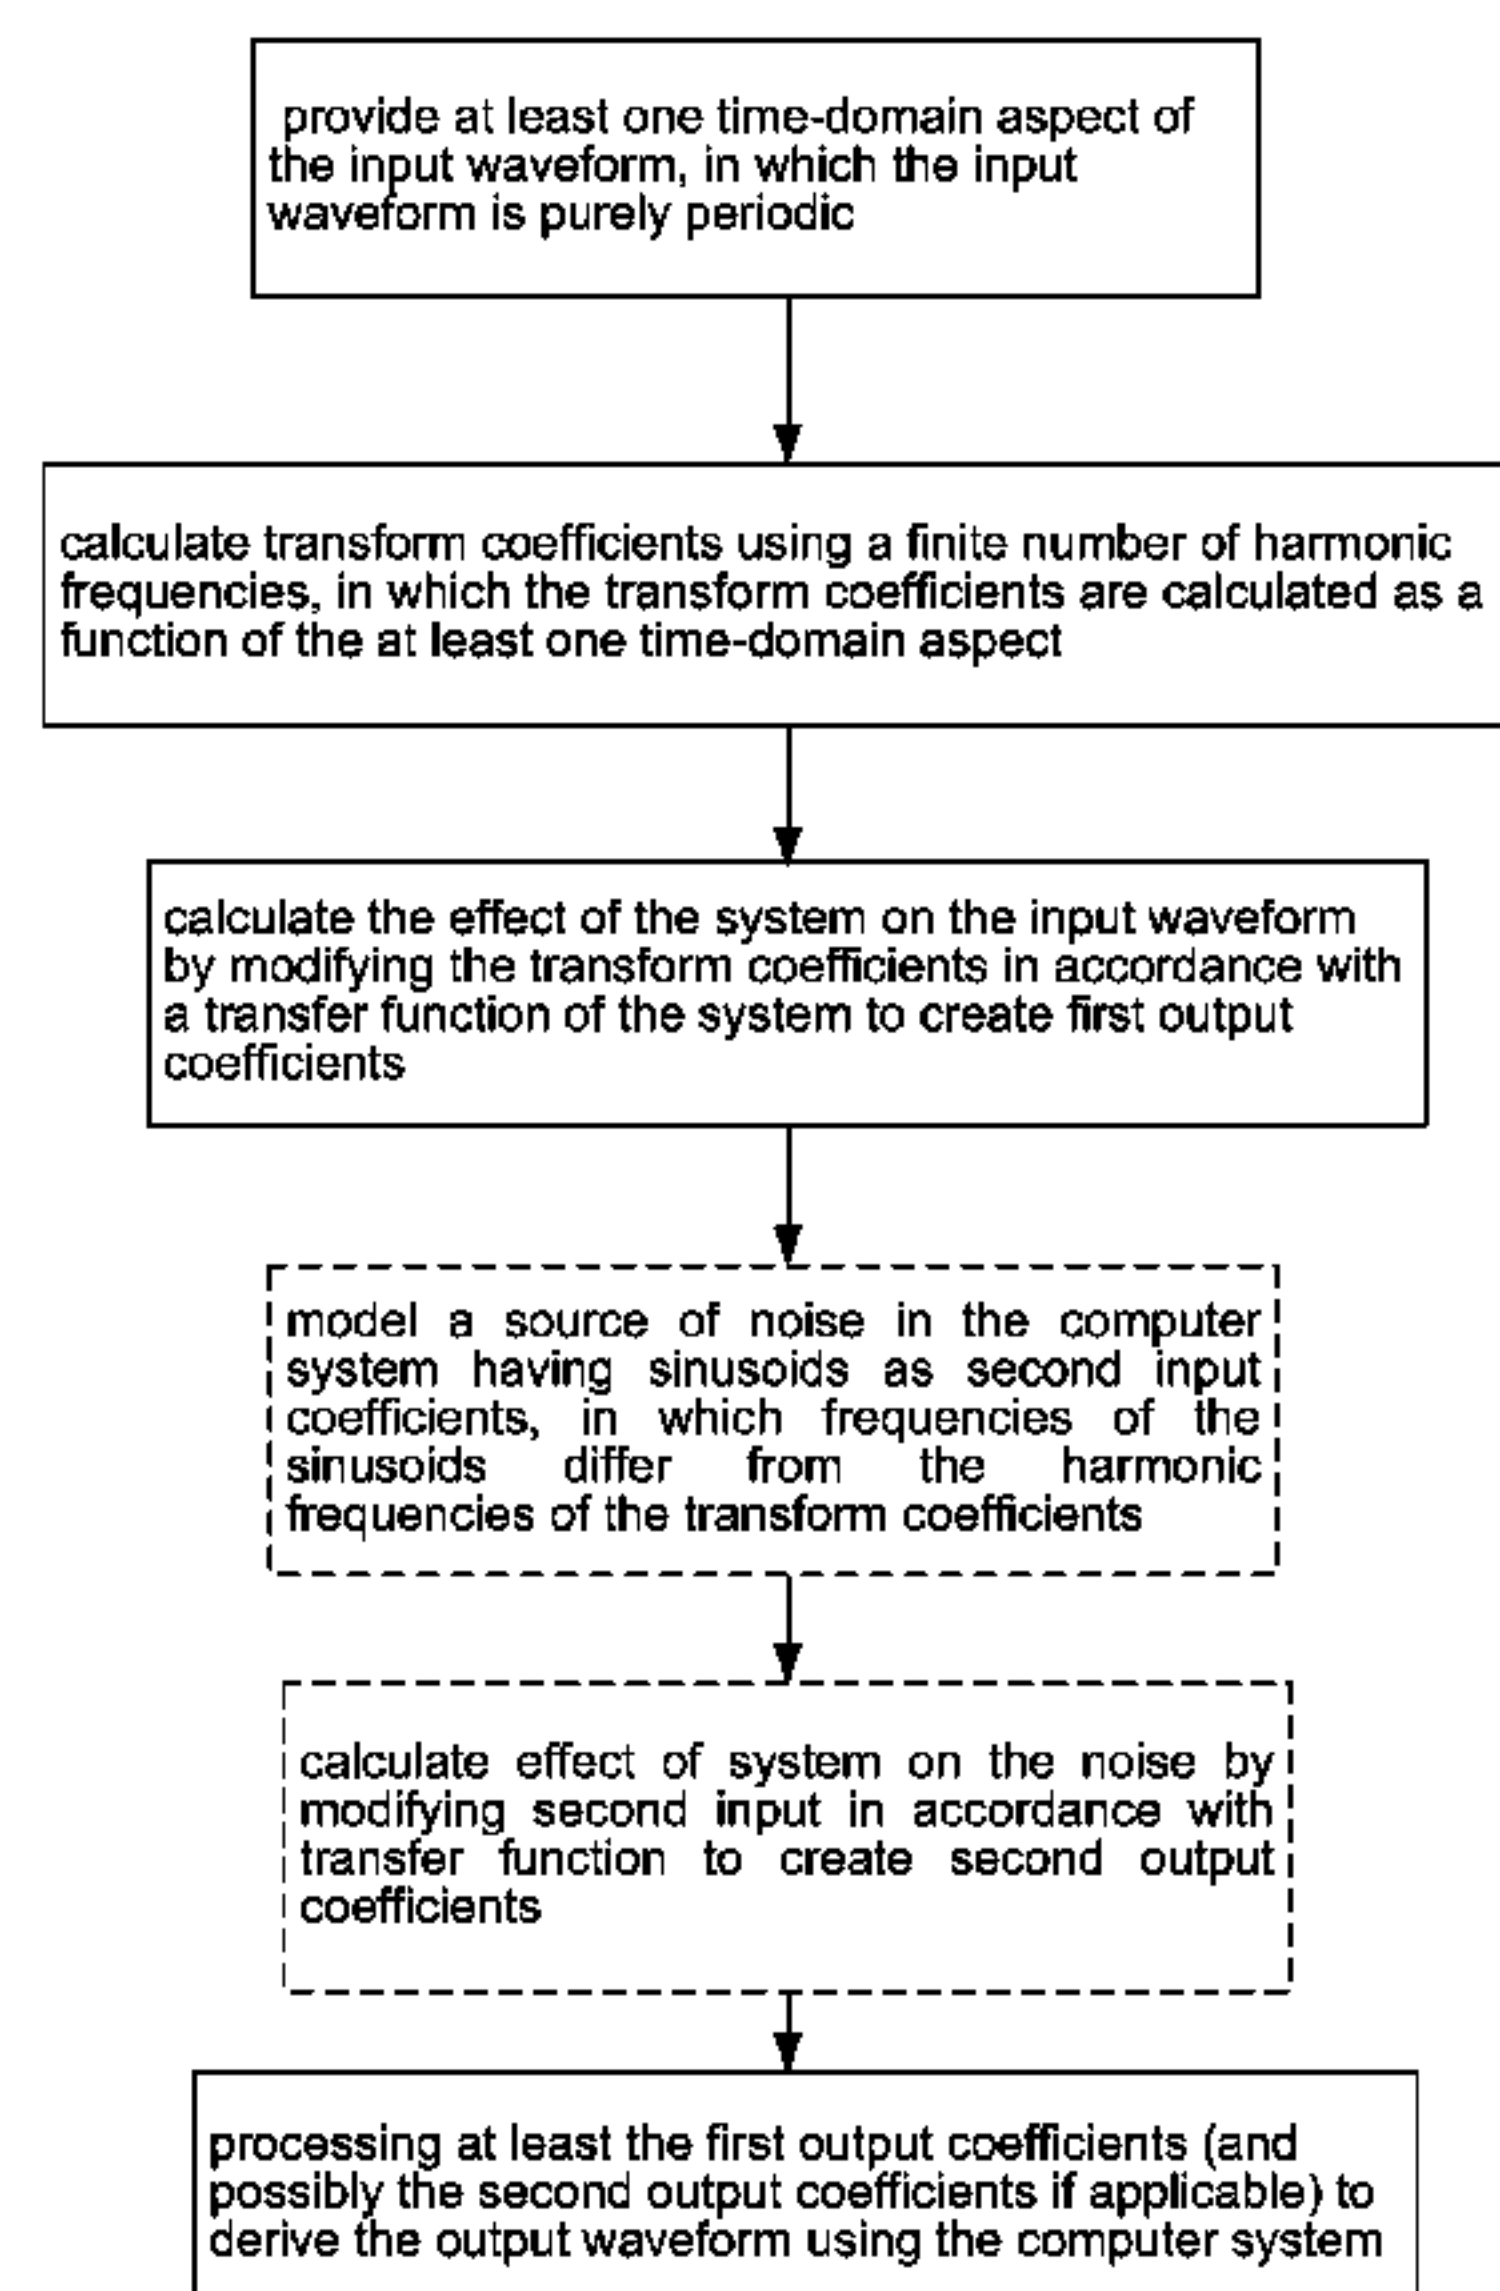 provide at least one time-domain aspect of
the input waveform, in which the input
waveform is purely periodic
calculate transform coefficients using a finite number of harmonic
frequencies, in which the transform coefficients are calculated as a
function of the at least one time-domain aspect
calculate the effect of the system on the input waveform
by modifying the transform coefficients in accordance with
a transfer function of the system to create first output
coefficients
model a source of noise in the computer
system having sinusoids as second input
coefficients, in which frequencies of the
sinusoids differ from the harmonic
frequencies of the transform coefficients
calculate effect of system on the noise by
modifying second input in accordance with
transfer function to create second output
coefficients
processing at least the first output coefficients (and
possibly the second output coefficients if applicable) to
derive the output waveform using the computer system